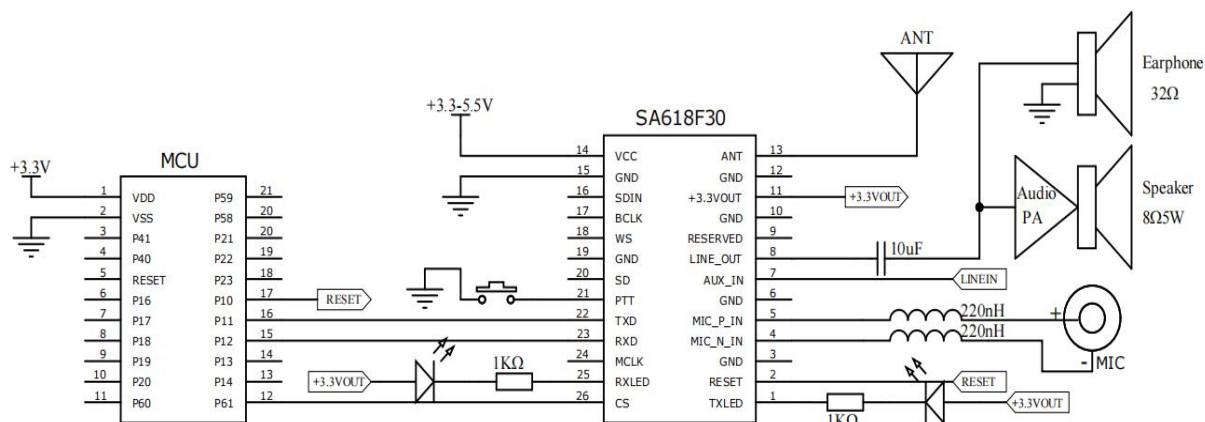 ANT
Earphone
32Ω
+3.3-5.5V
SA618F30
MCU
+3.3V
Audio
PA
Speaker
8Ω5W
1 VDD P59 21
2 VSS P58 20
3 P41 P21 20
4 P40 P22 19
5 RESET P23 18
6 P16 P10 17 RESET
7 P17 P11 16
8 P18 P12 15
9 P19 P13 14
10 P20 P14 13
11 P60 P61 12
14 VCC ANT 13
15 GND GND 12
16 SDIN +3.3VOUT 11 +3.3VOUT
17 BCLK GND 10
18 WS RESERVED 9
19 GND LINE_OUT 8 10uF
20 SD AUX_IN 7 LINEIN
21 PTT GND 6
22 TXD MIC_P_IN 5 220nH +
23 RXD MIC_N_IN 4 220nH
24 MCLK GND 3 - MIC
+3.3VOUT 1KΩ 25 RXLED RESET 2 RESET
26 CS TXLED 1 1KΩ +3.3VOUT